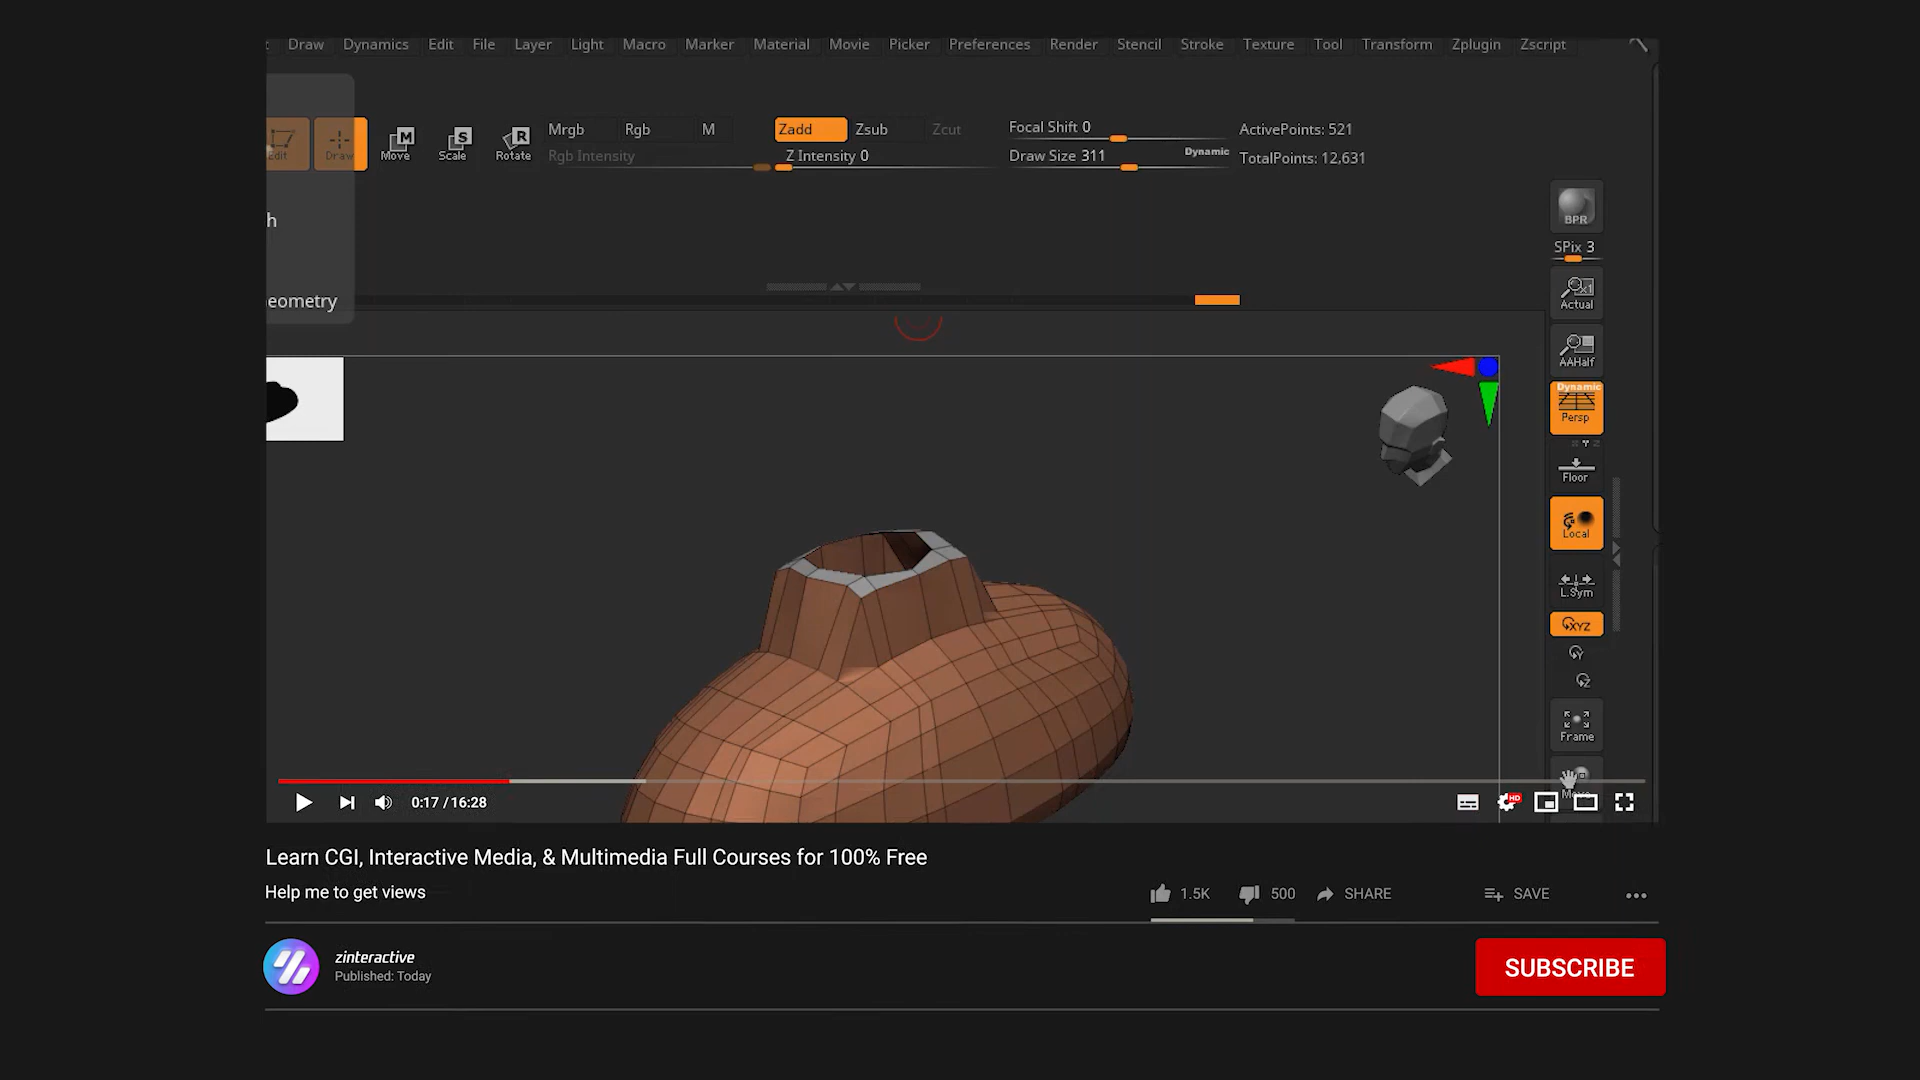 Draw Dynamics Edit File Layer Light Macro Marker Material Movie Picker Preferences Render Stencil Stroke Texture Tool Transform Zplugin Zscript
Edit Draw Move Scale Rotate
M S R
Mrgb Rgb M Zadd Zsub Zcut
Rgb Intensity Z Intensity 0
Focal Shift 0 ActivePoints: 521
Draw Size 311 Dynamic TotalPoints: 12,631
h
eometry
BPR
SPix 3
Actual
AAHalf
Dynamic
Persp
Floor
Local
L.Sym
XYZ
Y
Z
Frame
Move
0:17 / 16:28
HD
Learn CGI, Interactive Media, & Multimedia Full Courses for 100% Free
Help me to get views
1.5K 500 SHARE SAVE
zinteractive
Published: Today
SUBSCRIBE